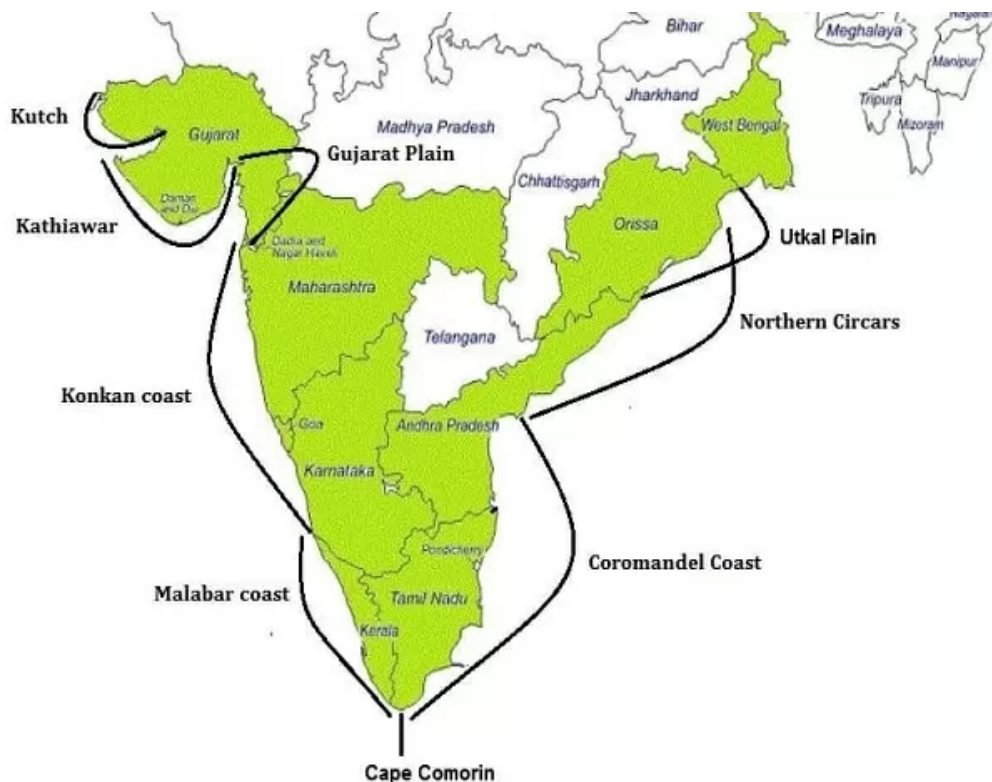 Bihar
Meghalaya
Nagaland
Manipur
Jharkhand
Tripura
Mizoram
Kutch
Gujarat
Madhya Pradesh
West Bengal
Gujarat Plain
Chhattisgarh
Daman
and Diu
Kathiawar
Orissa
Utkal Plain
Dadra and
Nagar Haveli
Maharashtra
Northern Circars
Telangana
Konkan coast
Goa
Andhra Pradesh
Karnataka
Pondicherry
Coromandel Coast
Malabar coast
Tamil Nadu
Kerala
Cape Comorin